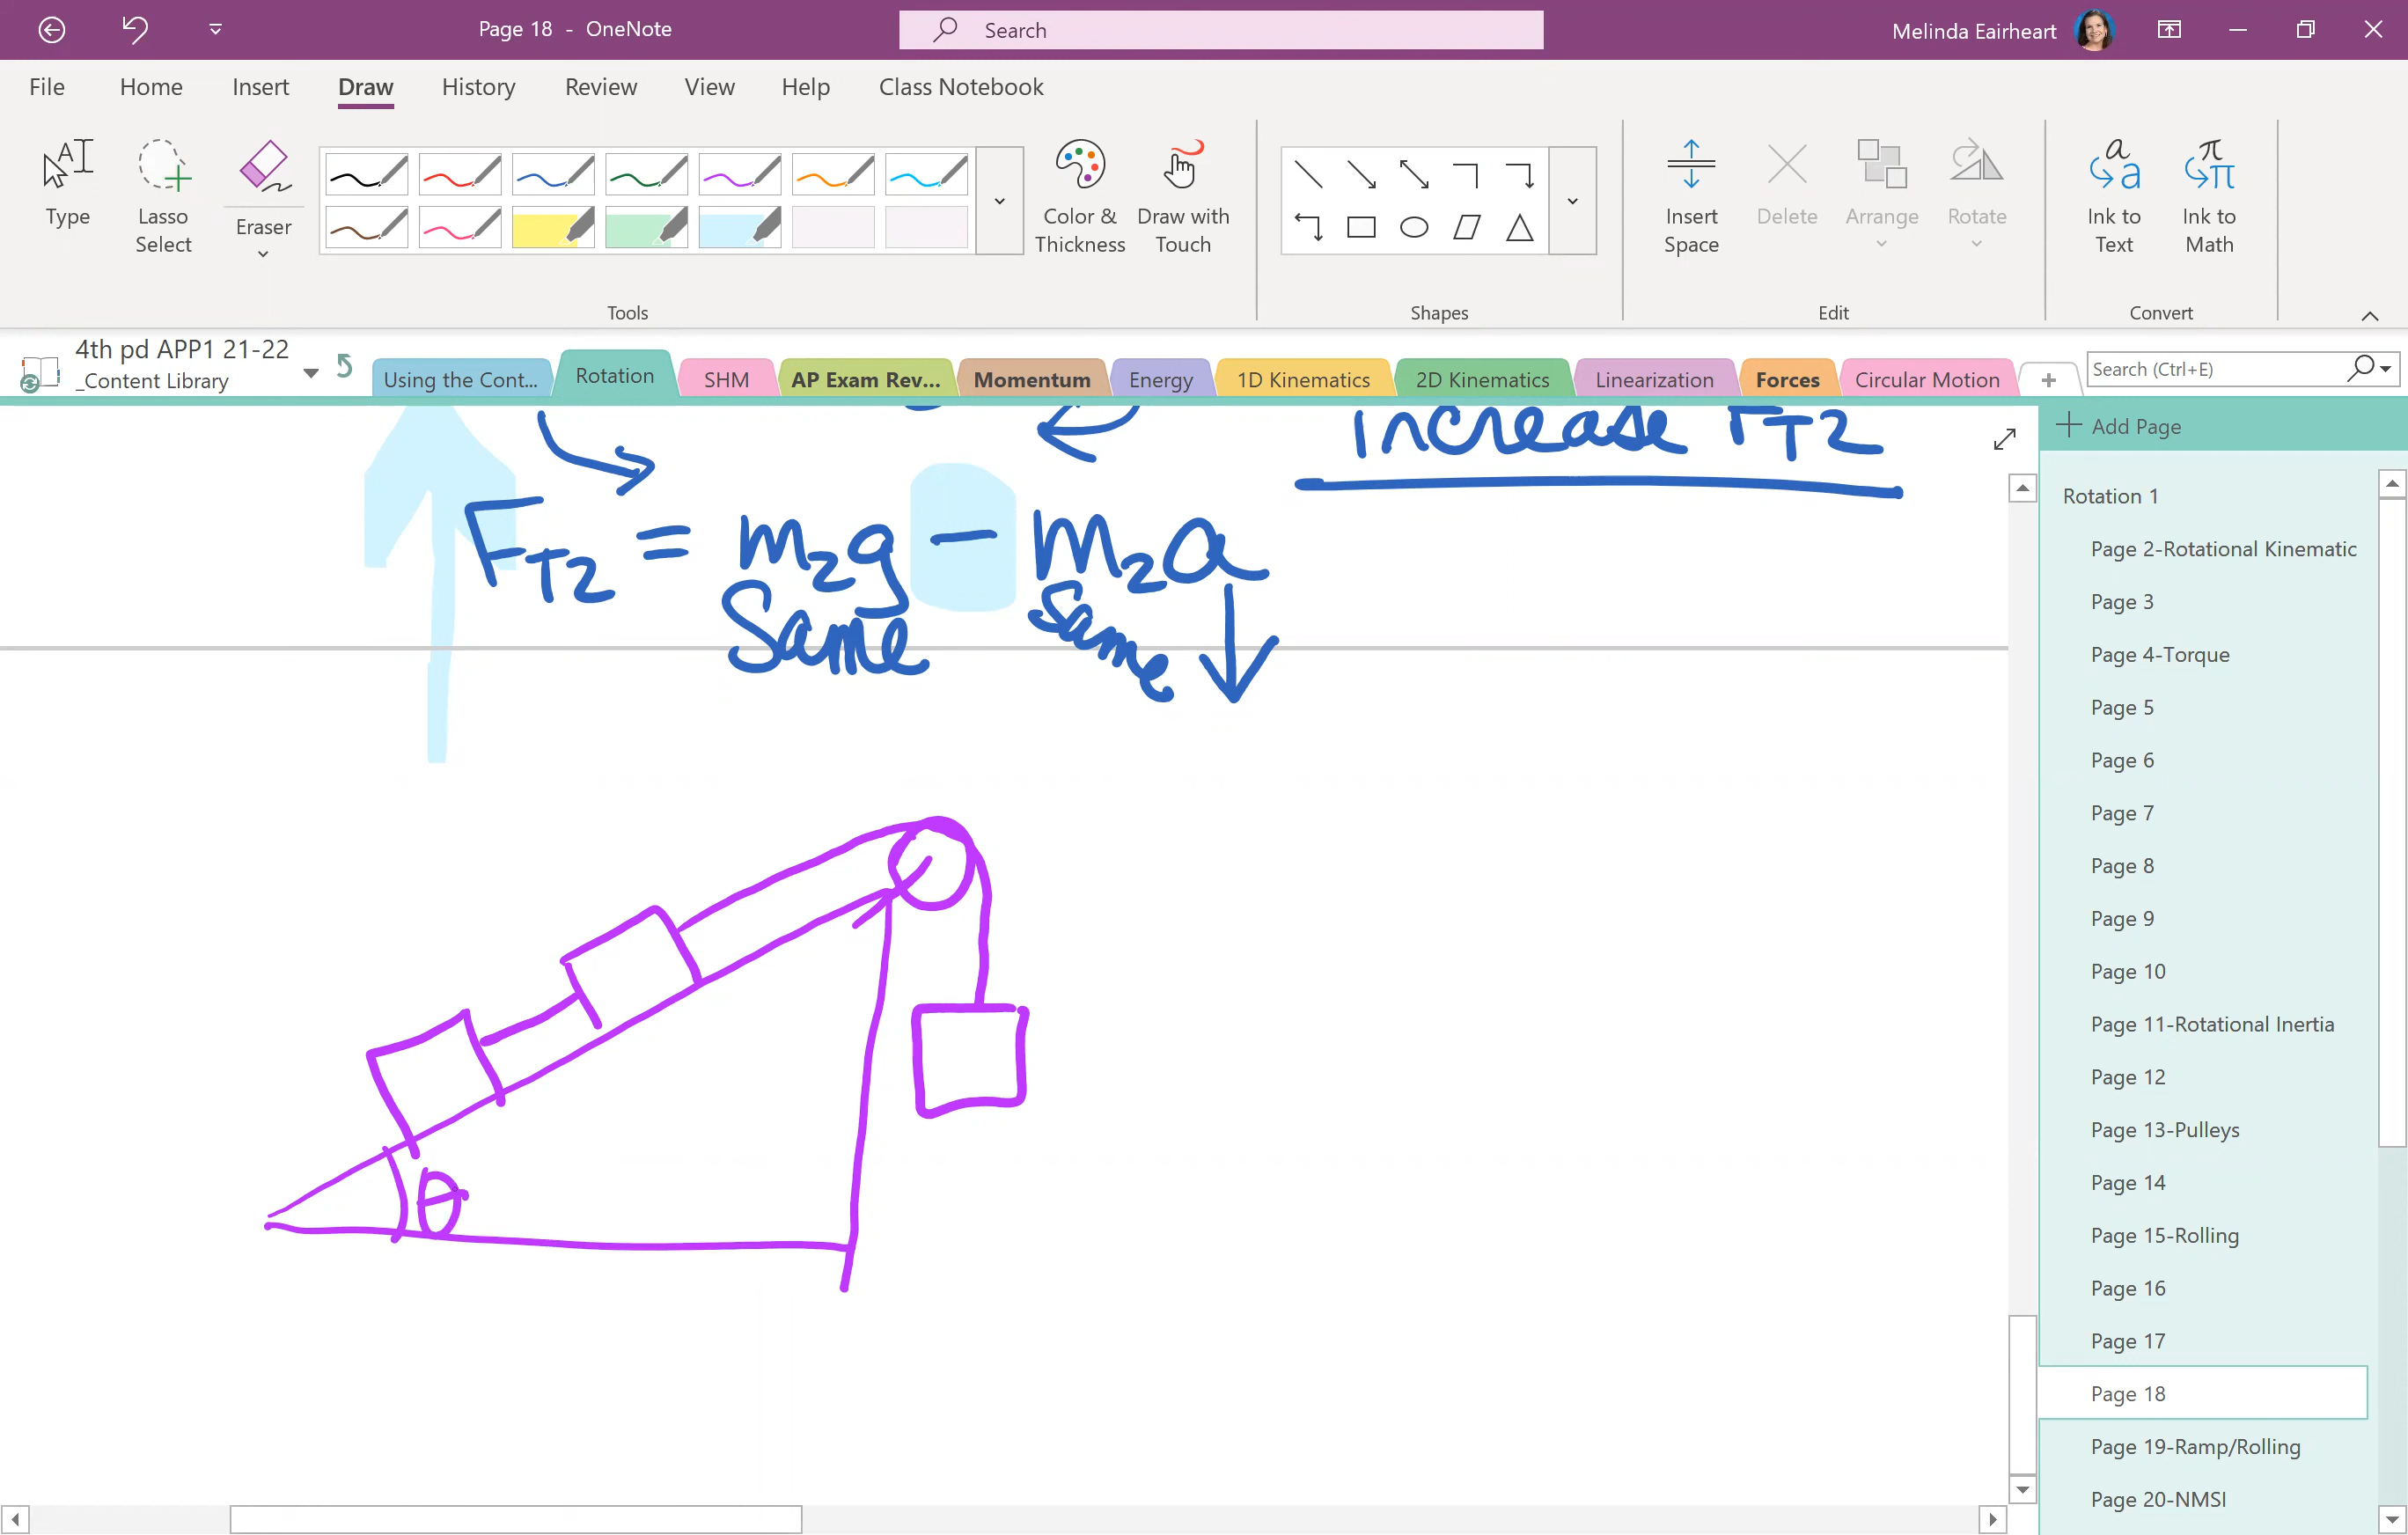 Page 18 - OneNote
Search
Melinda Eairheart
File Home Insert Draw History Review View Help Class Notebook
Type
Lasso Select
Eraser
Color & Thickness
Draw with Touch
Insert Space
Delete
Arrange
Rotate
Ink to Text
Ink to Math
Tools
Shapes
Edit
Convert
4th pd APP1 21-22
_Content Library
Using the Cont...
Rotation
SHM
AP Exam Rev...
Momentum
Energy
1D Kinematics
2D Kinematics
Linearization
Forces
Circular Motion
Search (Ctrl+E)
increase FT2
FT2 = m2g - m2a
Same Same
θ
Add Page
Rotation 1
Page 2-Rotational Kinematic
Page 3
Page 4-Torque
Page 5
Page 6
Page 7
Page 8
Page 9
Page 10
Page 11-Rotational Inertia
Page 12
Page 13-Pulleys
Page 14
Page 15-Rolling
Page 16
Page 17
Page 18
Page 19-Ramp/Rolling
Page 20-NMSI